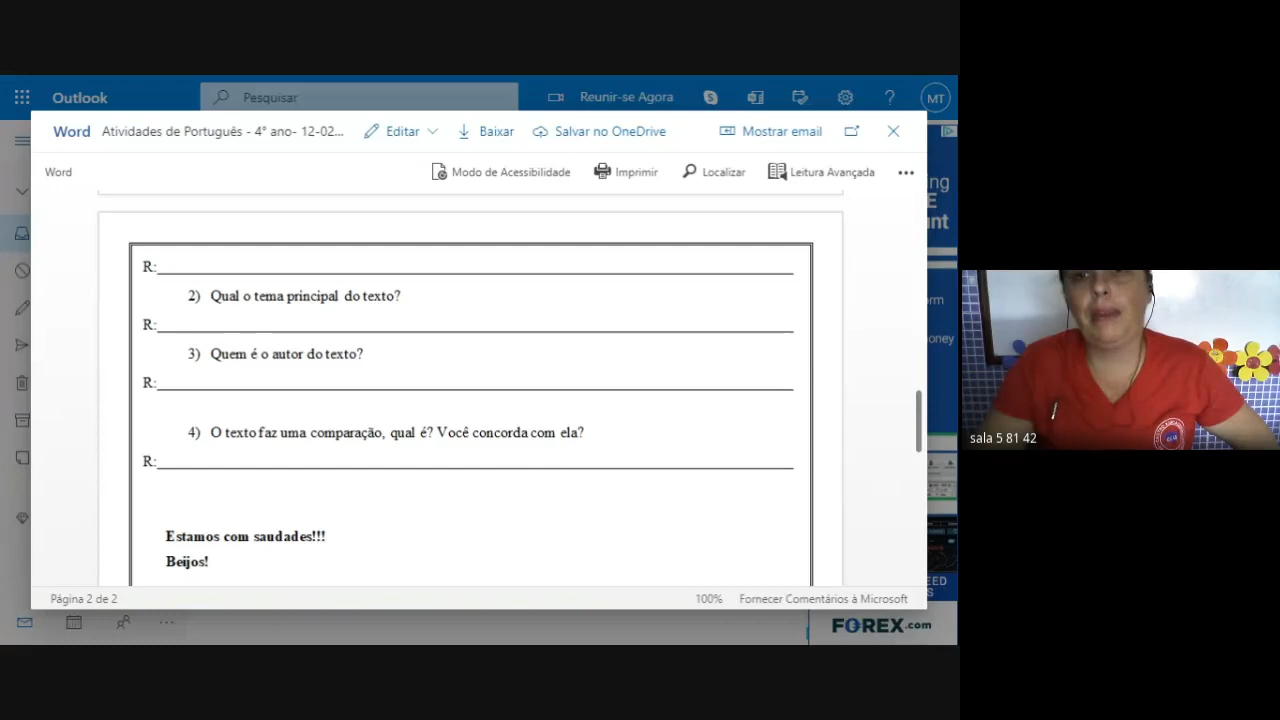 Outlook
Pesquisar
Reunir-se Agora
MT
Word
Atividades de Português - 4° ano- 12-02...
Editar
Baixar
Salvar no OneDrive
Mostrar email
Word
Modo de Acessibilidade
Imprimir
Localizar
Leitura Avançada
R:
2) Qual o tema principal do texto?
R:
3) Quem é o autor do texto?
R:
4) O texto faz uma comparação, qual é? Você concorda com ela?
R:
Estamos com saudades!!!
Beijos!
Página 2 de 2
100%
Fornecer Comentários à Microsoft
FOREX.com
sala 5 81 42